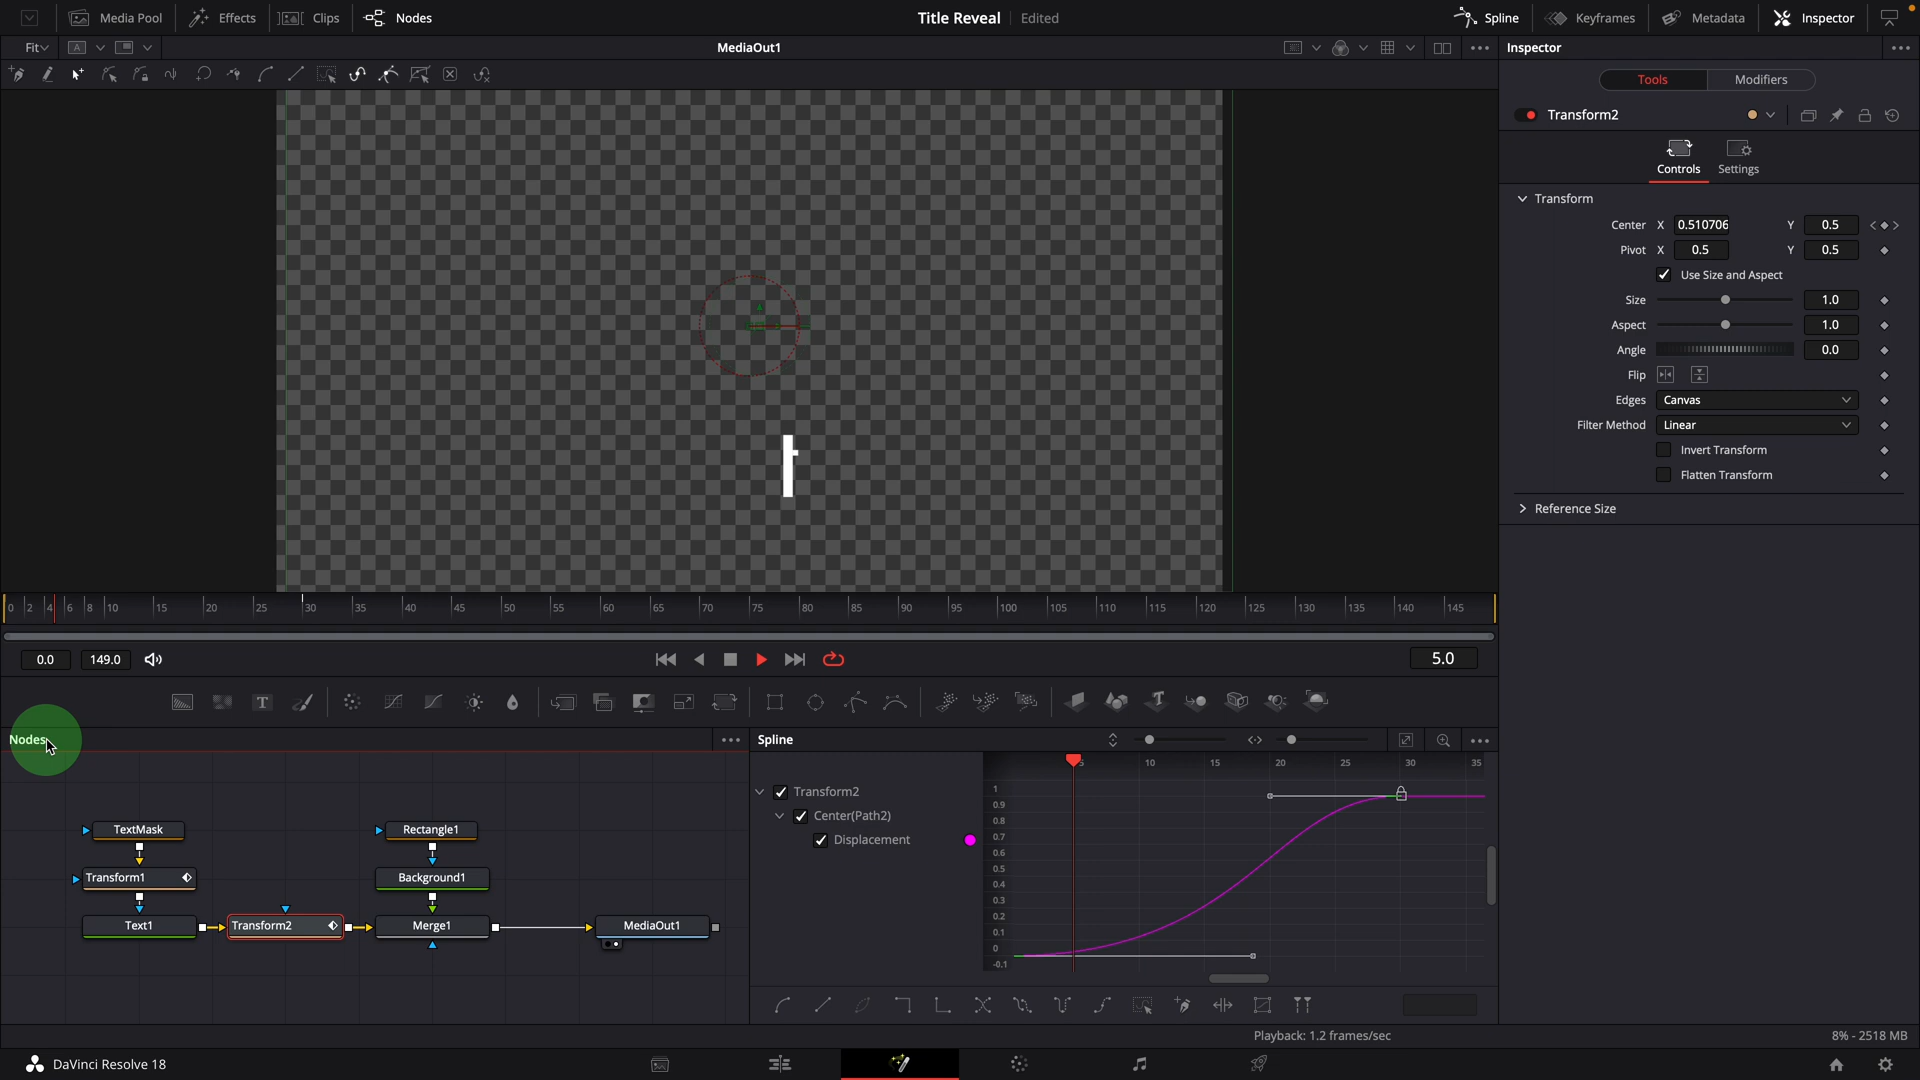 Media Pool Effects Clips Nodes Title Reveal Edited Spline Keyframes Metadata Inspector
Fit A MediaOut1 Inspector
Tools Modifiers
Transform2
Controls Settings
Transform
Center X 0.510706 Y 0.5
Pivot X 0.5 Y 0.5
Use Size and Aspect
Size 1.0
Aspect 1.0
Angle 0.0
Flip
Edges Canvas
Filter Method Linear
Invert Transform
Flatten Transform
Reference Size
0 2 4 6 8 10 15 20 25 30 35 40 45 50 55 60 65 70 75 80 85 90 95 100 105 110 115 120 125 130 135 140 145
0.0 149.0 5.0
T T
Nodes Spline
5 10 15 20 25 30 35
Transform2
Center(Path2)
Displacement
1
0.9
0.8
0.7
0.6
0.5
0.4
0.3
0.2
0.1
0
-0.1
TextMask Rectangle1
Transform1 Background1
Text1 Transform2 Merge1 MediaOut1
Playback: 1.2 frames/sec 8% - 2518 MB
DaVinci Resolve 18